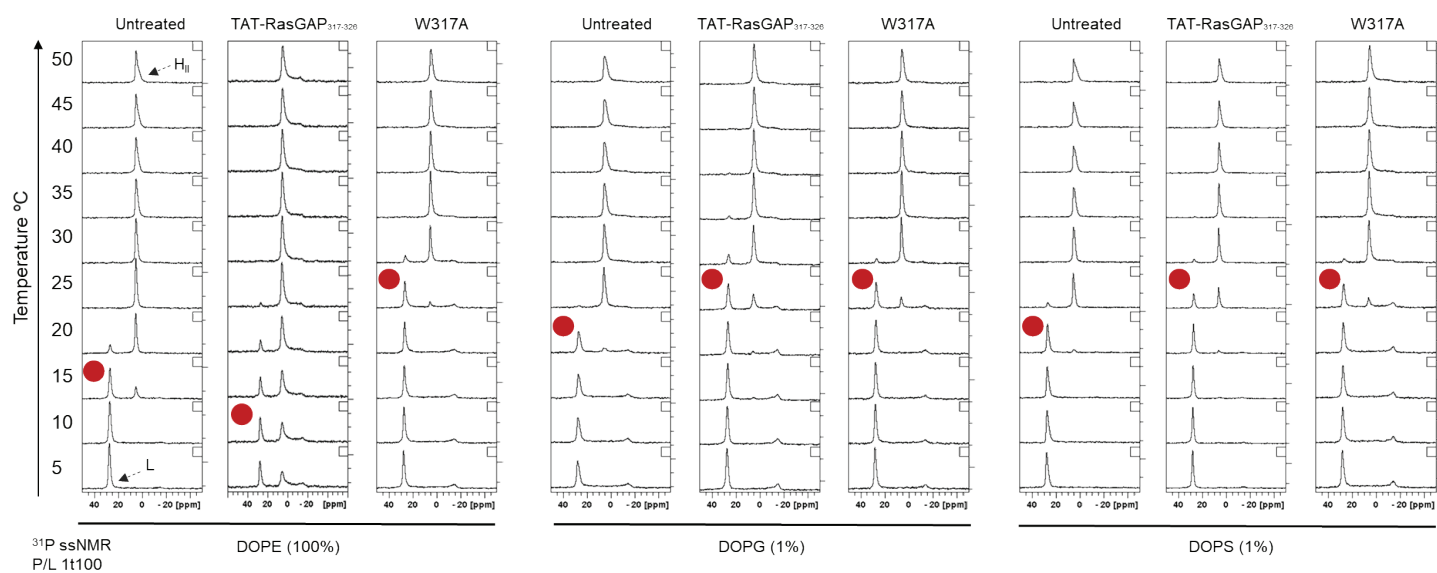 Untreated TAT-RasGAP317-326 W317A Untreated TAT-RasGAP317-326 W317A Untreated TAT-RasGAP317-326 W317A
Temperature ºC
50
HII
45
40
35
30
25
20
15
10
5
L
40 20 0 -20 [ppm] 40 20 0 -20 [ppm] 40 20 0 -20 [ppm] 40 20 0 -20 [ppm] 40 20 0 -20 [ppm] 40 20 0 -20 [ppm] 40 20 0 -20 [ppm] 40 20 0 -20 [ppm] 40 20 0 -20 [ppm]
31P ssNMR DOPE (100%) DOPG (1%) DOPS (1%)
P/L 1t100